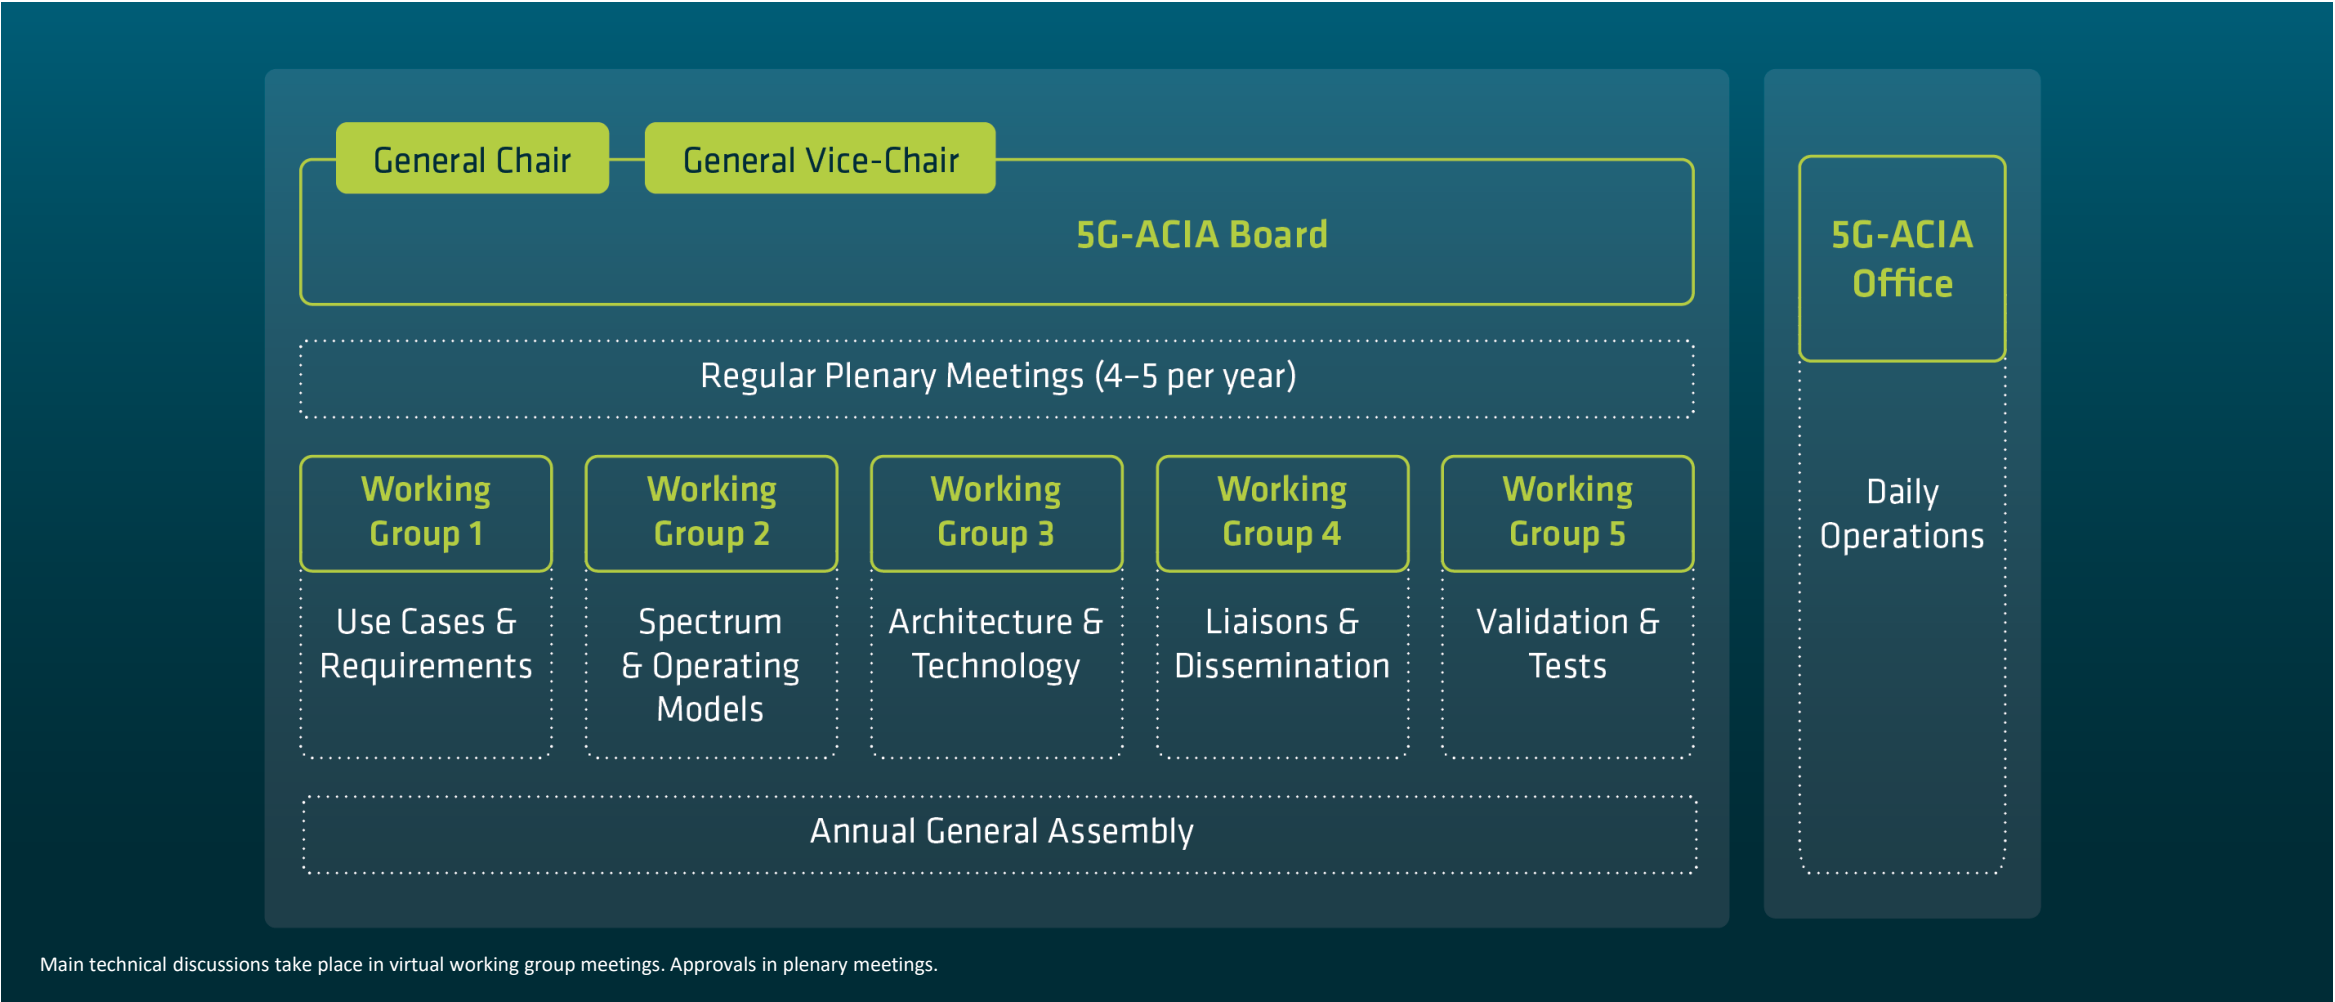 General Chair
General Vice-Chair
5G-ACIA Board
Regular Plenary Meetings (4–5 per year)
Working
Group 1
Use Cases &
Requirements
Working
Group 2
Spectrum
& Operating
Models
Working
Group 3
Architecture &
Technology
Working
Group 4
Liaisons &
Dissemination
Working
Group 5
Validation &
Tests
Annual General Assembly
5G-ACIA
Office
Daily
Operations
Main technical discussions take place in virtual working group meetings. Approvals in plenary meetings.